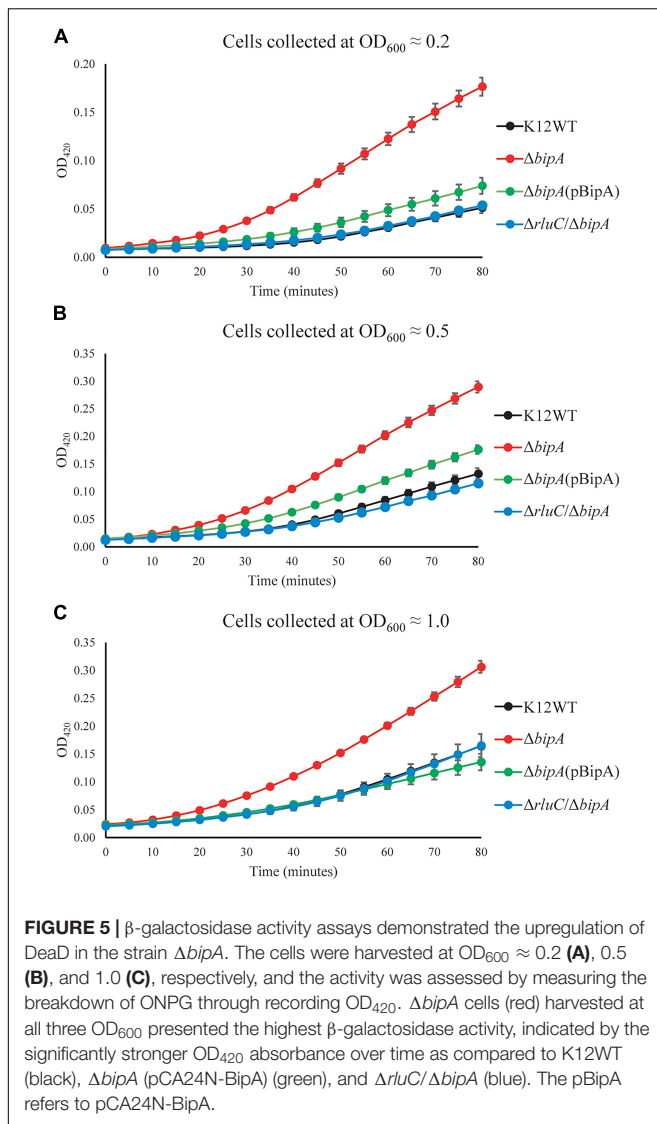 A
Cells collected at OD600 ≈ 0.2
0.20
0.15
0.10
0.05
0.00
OD420
0 10 20 30 40 50 60 70 80
Time (minutes)
K12WT
ΔbipA
ΔbipA(pBipA)
ΔrluC/ΔbipA
B
Cells collected at OD600 ≈ 0.5
0.35
0.30
0.25
0.20
0.15
0.10
0.05
0.00
OD420
0 10 20 30 40 50 60 70 80
Time (minutes)
K12WT
ΔbipA
ΔbipA(pBipA)
ΔrluC/ΔbipA
C
Cells collected at OD600 ≈ 1.0
0.35
0.30
0.25
0.20
0.15
0.10
0.05
0.00
OD420
0 10 20 30 40 50 60 70 80
Time (minutes)
K12WT
ΔbipA
ΔbipA(pBipA)
ΔrluC/ΔbipA
FIGURE 5 | β-galactosidase activity assays demonstrated the upregulation of
DeaD in the strain ΔbipA. The cells were harvested at OD600 ≈ 0.2 (A), 0.5
(B), and 1.0 (C), respectively, and the activity was assessed by measuring the
breakdown of ONPG through recording OD420. ΔbipA cells (red) harvested at
all three OD600 presented the highest β-galactosidase activity, indicated by the
significantly stronger OD420 absorbance over time as compared to K12WT
(black), ΔbipA (pCA24N-BipA) (green), and ΔrluC/ΔbipA (blue). The pBipA
refers to pCA24N-BipA.